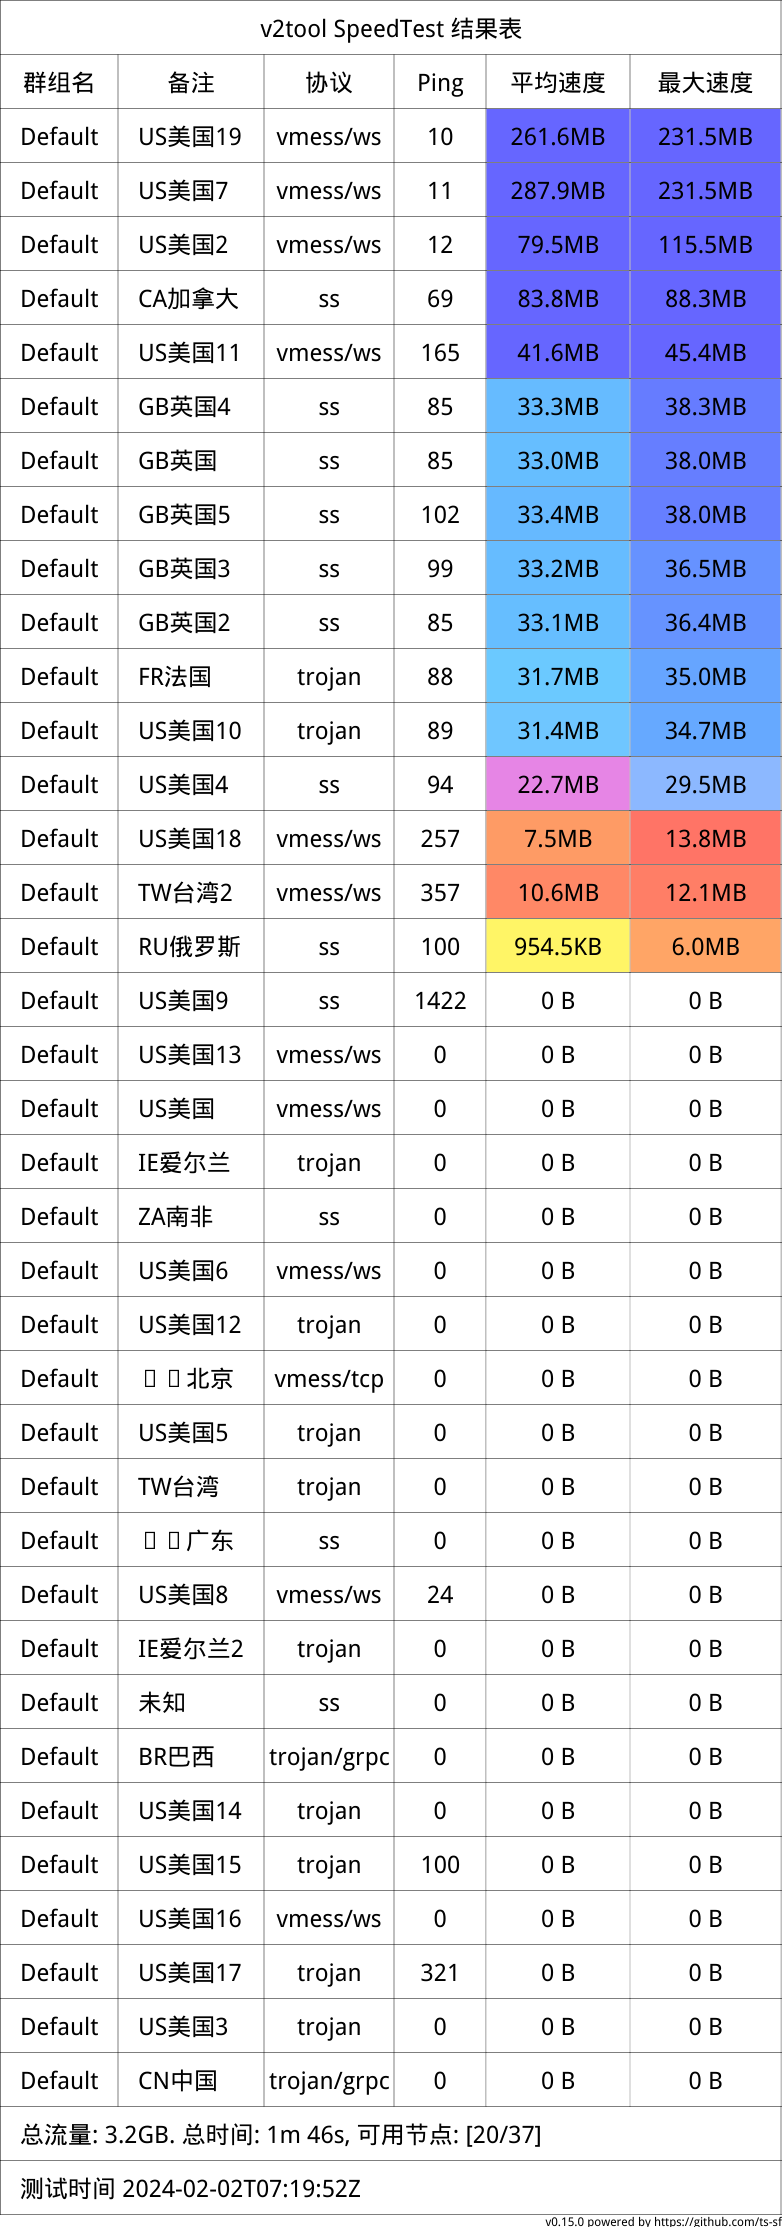 v2tool SpeedTest 结果表
群组名 备注 协议 Ping 平均速度 最大速度
Default US美国19 vmess/ws 10 261.6MB 231.5MB
Default US美国7 vmess/ws 11 287.9MB 231.5MB
Default US美国2 vmess/ws 12 79.5MB 115.5MB
Default CA加拿大 ss 69 83.8MB 88.3MB
Default US美国11 vmess/ws 165 41.6MB 45.4MB
Default GB英国4 ss 85 33.3MB 38.3MB
Default GB英国 ss 85 33.0MB 38.0MB
Default GB英国5 ss 102 33.4MB 38.0MB
Default GB英国3 ss 99 33.2MB 36.5MB
Default GB英国2 ss 85 33.1MB 36.4MB
Default FR法国 trojan 88 31.7MB 35.0MB
Default US美国10 trojan 89 31.4MB 34.7MB
Default US美国4 ss 94 22.7MB 29.5MB
Default US美国18 vmess/ws 257 7.5MB 13.8MB
Default TW台湾2 vmess/ws 357 10.6MB 12.1MB
Default RU俄罗斯 ss 100 954.5KB 6.0MB
Default US美国9 ss 1422 0 B 0 B
Default US美国13 vmess/ws 0 0 B 0 B
Default US美国 vmess/ws 0 0 B 0 B
Default IE爱尔兰 trojan 0 0 B 0 B
Default ZA南非 ss 0 0 B 0 B
Default US美国6 vmess/ws 0 0 B 0 B
Default US美国12 trojan 0 0 B 0 B
Default 北京 vmess/tcp 0 0 B 0 B
Default US美国5 trojan 0 0 B 0 B
Default TW台湾 trojan 0 0 B 0 B
Default 广东 ss 0 0 B 0 B
Default US美国8 vmess/ws 24 0 B 0 B
Default IE爱尔兰2 trojan 0 0 B 0 B
Default 未知 ss 0 0 B 0 B
Default BR巴西 trojan/grpc 0 0 B 0 B
Default US美国14 trojan 0 0 B 0 B
Default US美国15 trojan 100 0 B 0 B
Default US美国16 vmess/ws 0 0 B 0 B
Default US美国17 trojan 321 0 B 0 B
Default US美国3 trojan 0 0 B 0 B
Default CN中国 trojan/grpc 0 0 B 0 B
总流量: 3.2GB. 总时间: 1m 46s, 可用节点: [20/37]
测试时间 2024-02-02T07:19:52Z
v0.15.0 powered by https://github.com/ts-sf